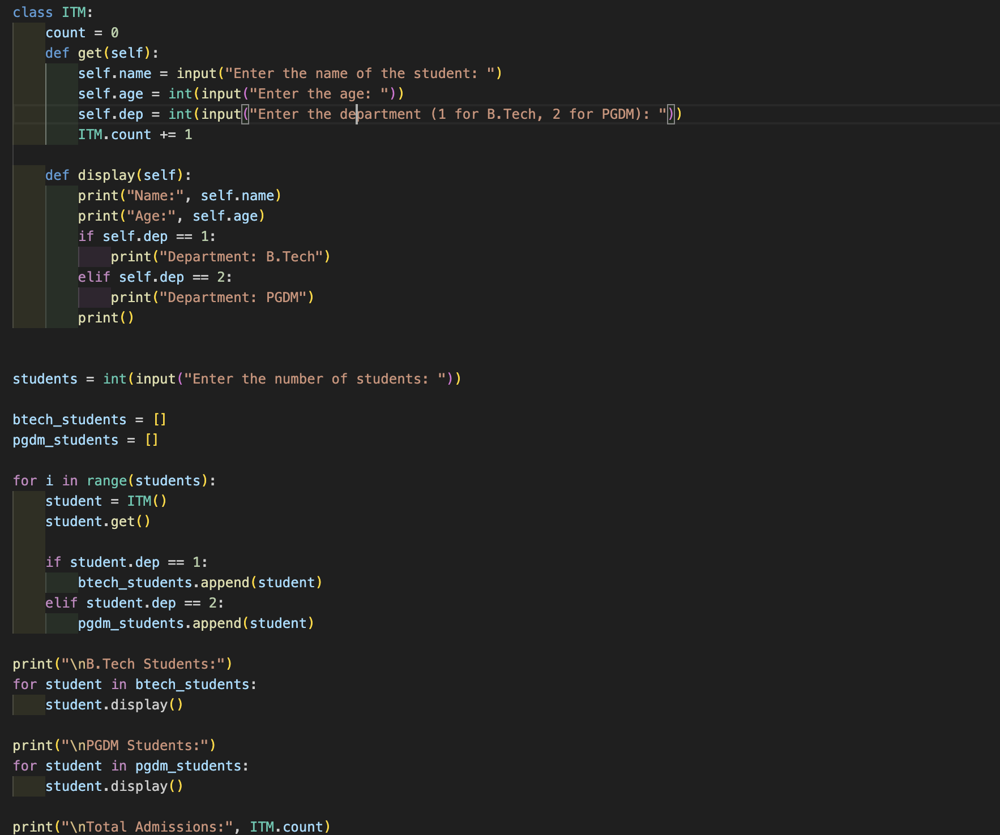 class ITM:
    count = 0
    def get(self):
        self.name = input("Enter the name of the student: ")
        self.age = int(input("Enter the age: "))
        self.dep = int(input("Enter the department (1 for B.Tech, 2 for PGDM): "))
        ITM.count += 1

    def display(self):
        print("Name:", self.name)
        print("Age:", self.age)
        if self.dep == 1:
            print("Department: B.Tech")
        elif self.dep == 2:
            print("Department: PGDM")
        print()


students = int(input("Enter the number of students: "))

btech_students = []
pgdm_students = []

for i in range(students):
    student = ITM()
    student.get()

    if student.dep == 1:
        btech_students.append(student)
    elif student.dep == 2:
        pgdm_students.append(student)

print("\nB.Tech Students:")
for student in btech_students:
    student.display()

print("\nPGDM Students:")
for student in pgdm_students:
    student.display()

print("\nTotal Admissions:", ITM.count)